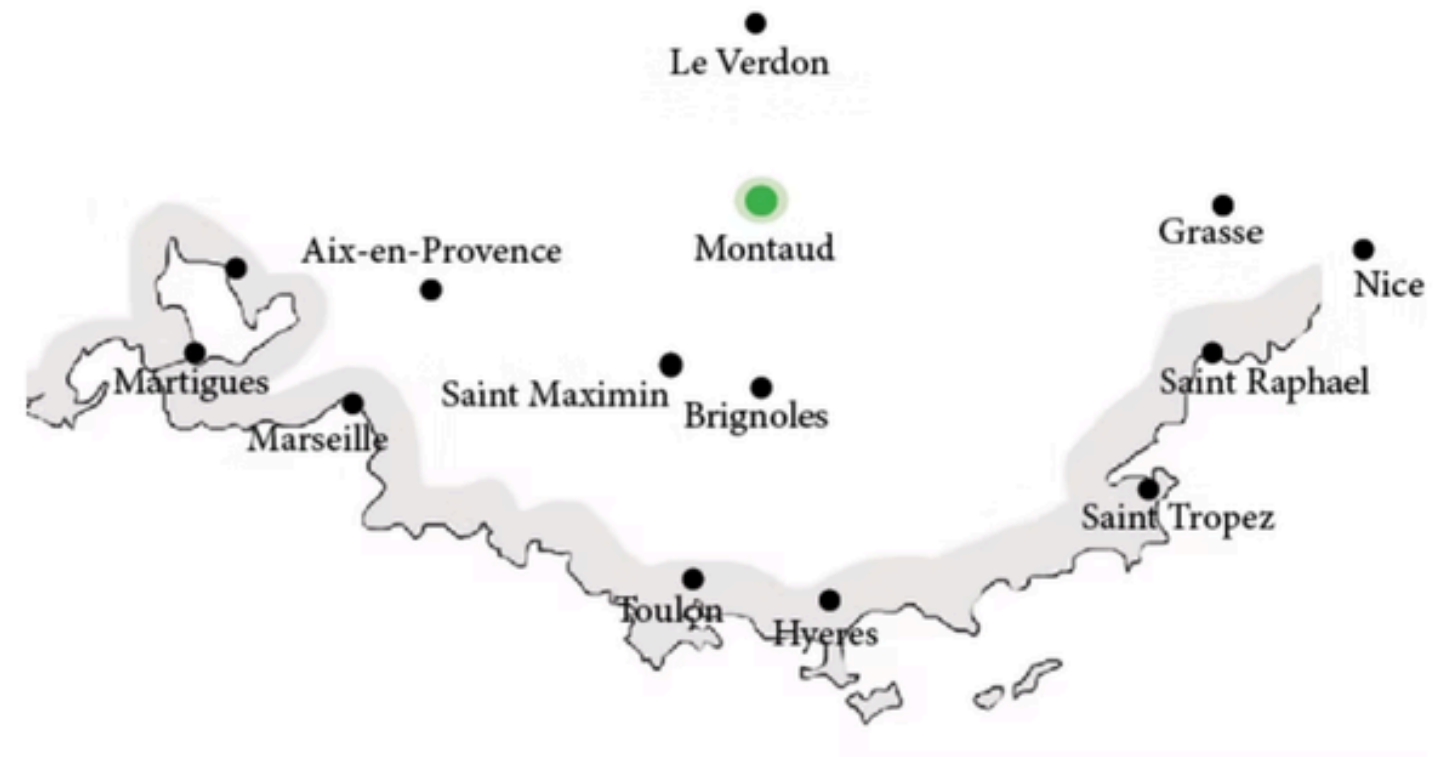 Le Verdon
Montaud
Grasse
Aix-en-Provence
Nice
Martigues
Saint Maximin
Saint Raphael
Brignoles
Marseille
Saint Tropez
Toulon
Hyeres